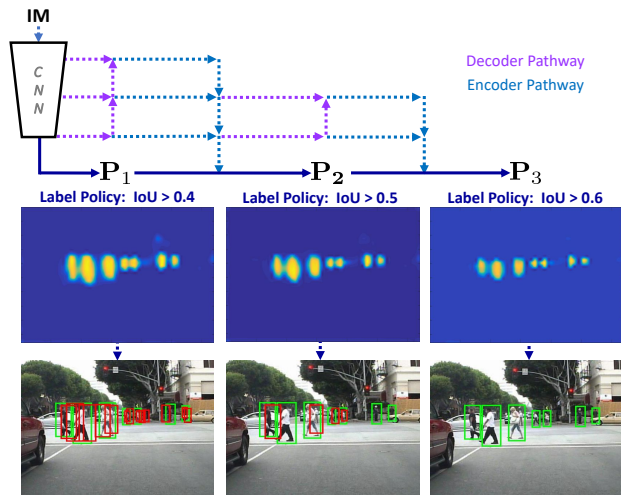 IM
C
N
N
Decoder Pathway
Encoder Pathway
P1
P2
P3
Label Policy: IoU > 0.4
Label Policy: IoU > 0.5
Label Policy: IoU > 0.6